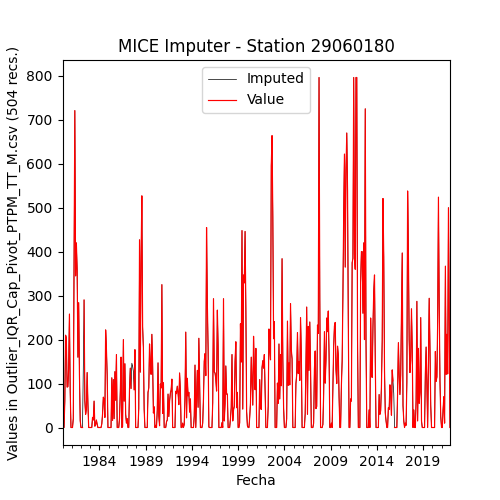 MICE Imputer - Station 29060180
Imputed
Value
Values in Outlier_IQR_Cap_Pivot_PTPM_TT_M.csv (504 recs.)
800
700
600
500
400
300
200
100
0
1984 1989 1994 1999 2004 2009 2014 2019
Fecha